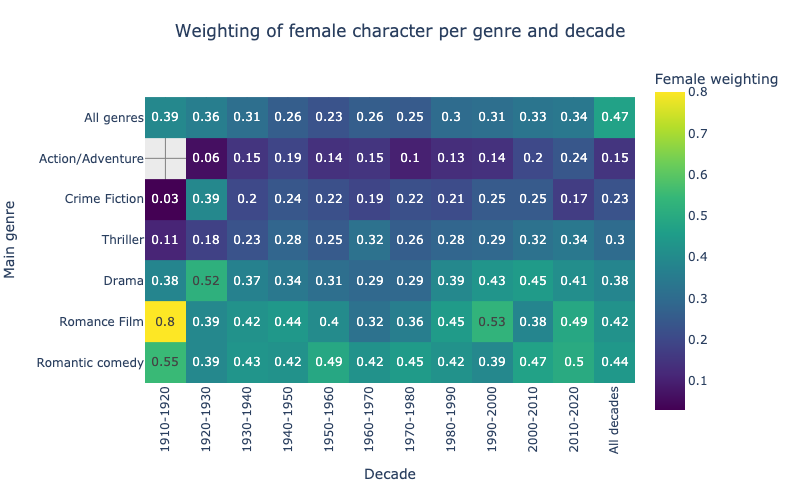 Weighting of female character per genre and decade
Female weighting
All genres 0.39 0.36 0.31 0.26 0.23 0.26 0.25 0.3 0.31 0.33 0.34 0.47
Action/Adventure 0.06 0.15 0.19 0.14 0.15 0.1 0.13 0.14 0.2 0.24 0.15
Crime Fiction 0.03 0.39 0.2 0.24 0.22 0.19 0.22 0.21 0.25 0.25 0.17 0.23
Thriller 0.11 0.18 0.23 0.28 0.25 0.32 0.26 0.28 0.29 0.32 0.34 0.3
Drama 0.38 0.52 0.37 0.34 0.31 0.29 0.29 0.39 0.43 0.45 0.41 0.38
Romance Film 0.8 0.39 0.42 0.44 0.4 0.32 0.36 0.45 0.53 0.38 0.49 0.42
Romantic comedy 0.55 0.39 0.43 0.42 0.49 0.42 0.45 0.42 0.39 0.47 0.5 0.44
1910-1920 1920-1930 1930-1940 1940-1950 1950-1960 1960-1970 1970-1980 1980-1990 1990-2000 2000-2010 2010-2020 All decades
Decade
Main genre
0.8
0.7
0.6
0.5
0.4
0.3
0.2
0.1